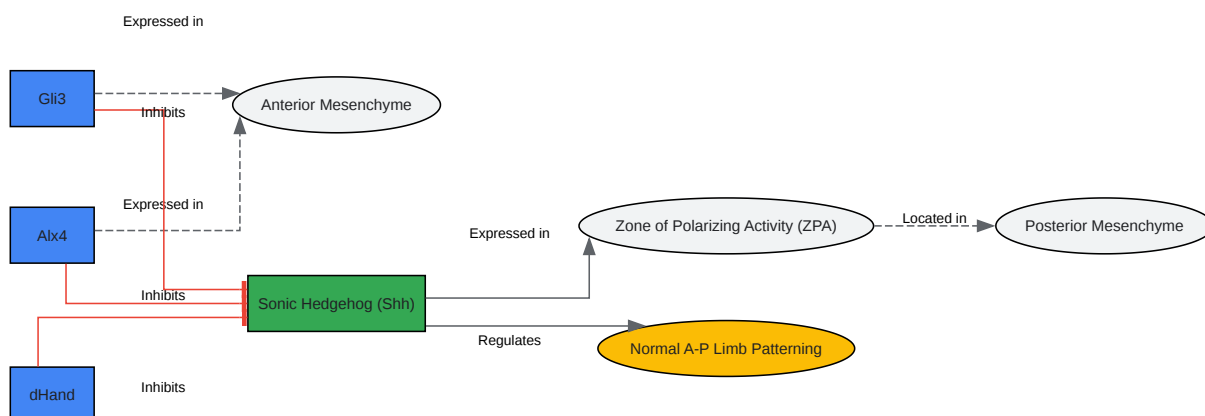 Expressed in
Gli3
Anterior Mesenchyme
Inhibits
Expressed in
Alx4
Zone of Polarizing Activity (ZPA)
Located in
Posterior Mesenchyme
Expressed in
Inhibits
Sonic Hedgehog (Shh)
Regulates
Normal A-P Limb Patterning
Inhibits
dHand